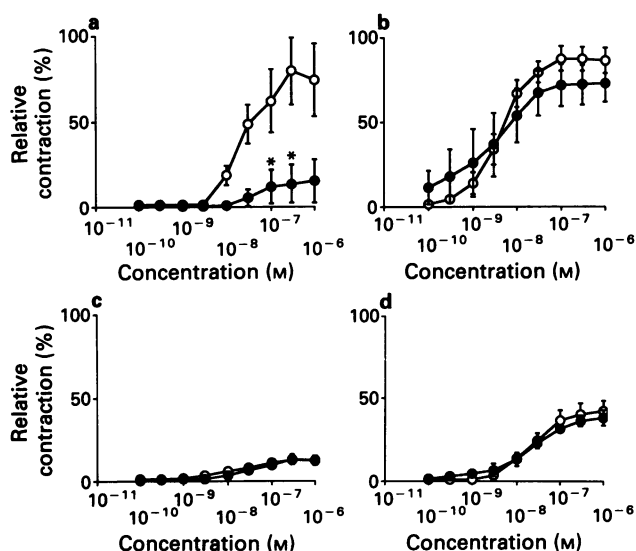 a
100
50
0
Relative contraction (%)
*
*
10⁻¹¹ 10⁻⁹ 10⁻⁷
10⁻¹⁰ 10⁻⁸ 10⁻⁶
Concentration (M)
b
100
50
0
10⁻¹¹ 10⁻⁹ 10⁻⁷
10⁻¹⁰ 10⁻⁸ 10⁻⁶
Concentration (M)
c
100
50
0
Relative contraction (%)
10⁻¹¹ 10⁻⁹ 10⁻⁷
10⁻¹⁰ 10⁻⁸ 10⁻⁶
Concentration (M)
d
100
50
0
10⁻¹¹ 10⁻⁹ 10⁻⁷
10⁻¹⁰ 10⁻⁸ 10⁻⁶
Concentration (M)